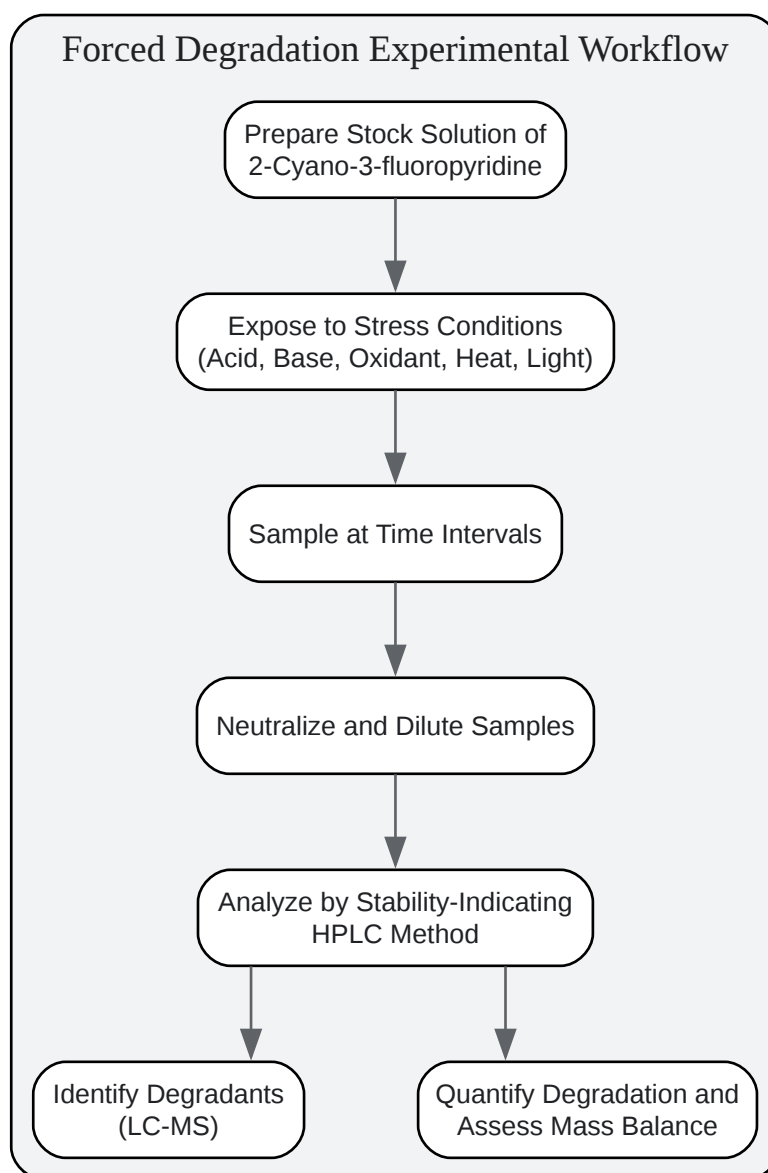 Forced Degradation Experimental Workflow
Prepare Stock Solution of
2-Cyano-3-fluoropyridine
Expose to Stress Conditions
(Acid, Base, Oxidant, Heat, Light)
Sample at Time Intervals
Neutralize and Dilute Samples
Analyze by Stability-Indicating
HPLC Method
Identify Degradants
(LC-MS)
Quantify Degradation and
Assess Mass Balance